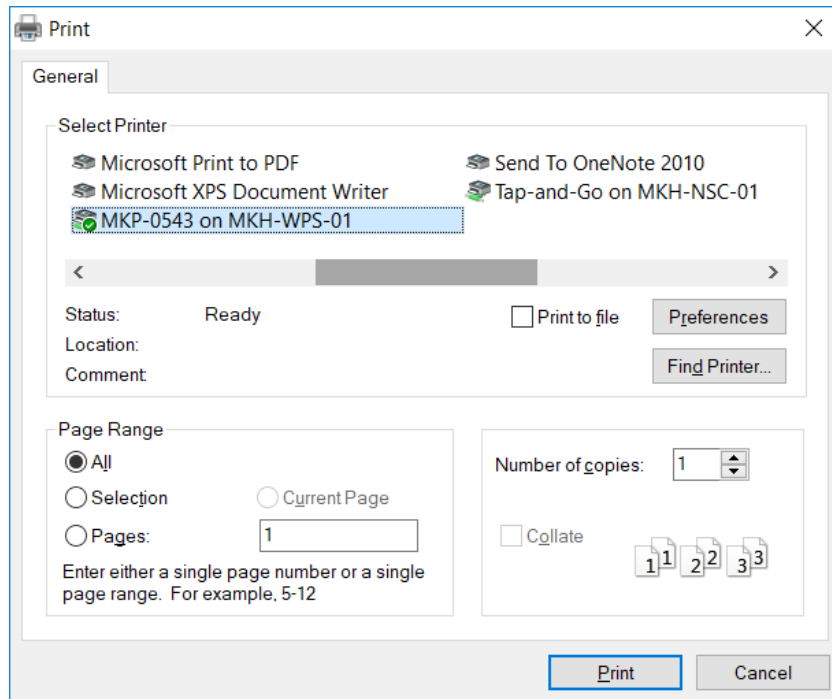 Print
General
Select Printer
Microsoft Print to PDF
Send To OneNote 2010
Microsoft XPS Document Writer
Tap-and-Go on MKH-NSC-01
MKP-0543 on MKH-WPS-01
Status: Ready
Print to file
Preferences
Location:
Comment:
Find Printer...
Page Range
All
Selection
Current Page
Pages: 1
Enter either a single page number or a single
page range. For example, 5-12
Number of copies: 1
Collate
1 1 2 2 3 3
Print
Cancel